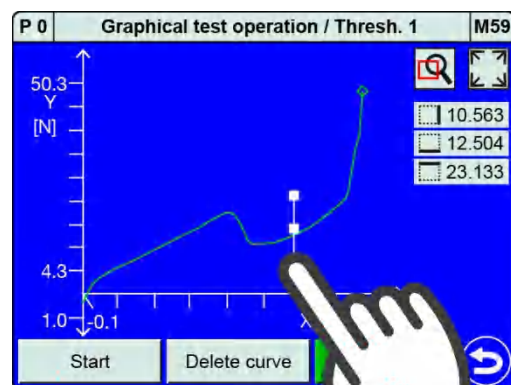 P 0
Graphical test operation / Thresh. 1
M59
50.3
Y
[N]
10.563
12.504
23.133
4.3
1.0
-0.1
X
Start
Delete curve